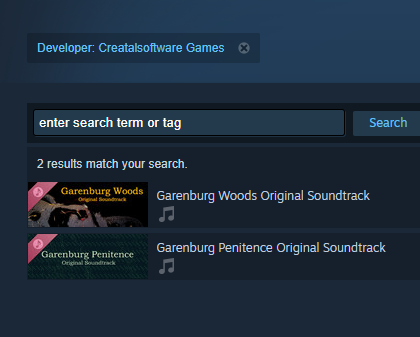 Developer: Creatalsoftware Games
enter search term or tag
Search
2 results match your search.
Garenburg Woods
Original Soundtrack
Garenburg Woods Original Soundtrack
Garenburg Penitence
Original Soundtrack
Garenburg Penitence Original Soundtrack